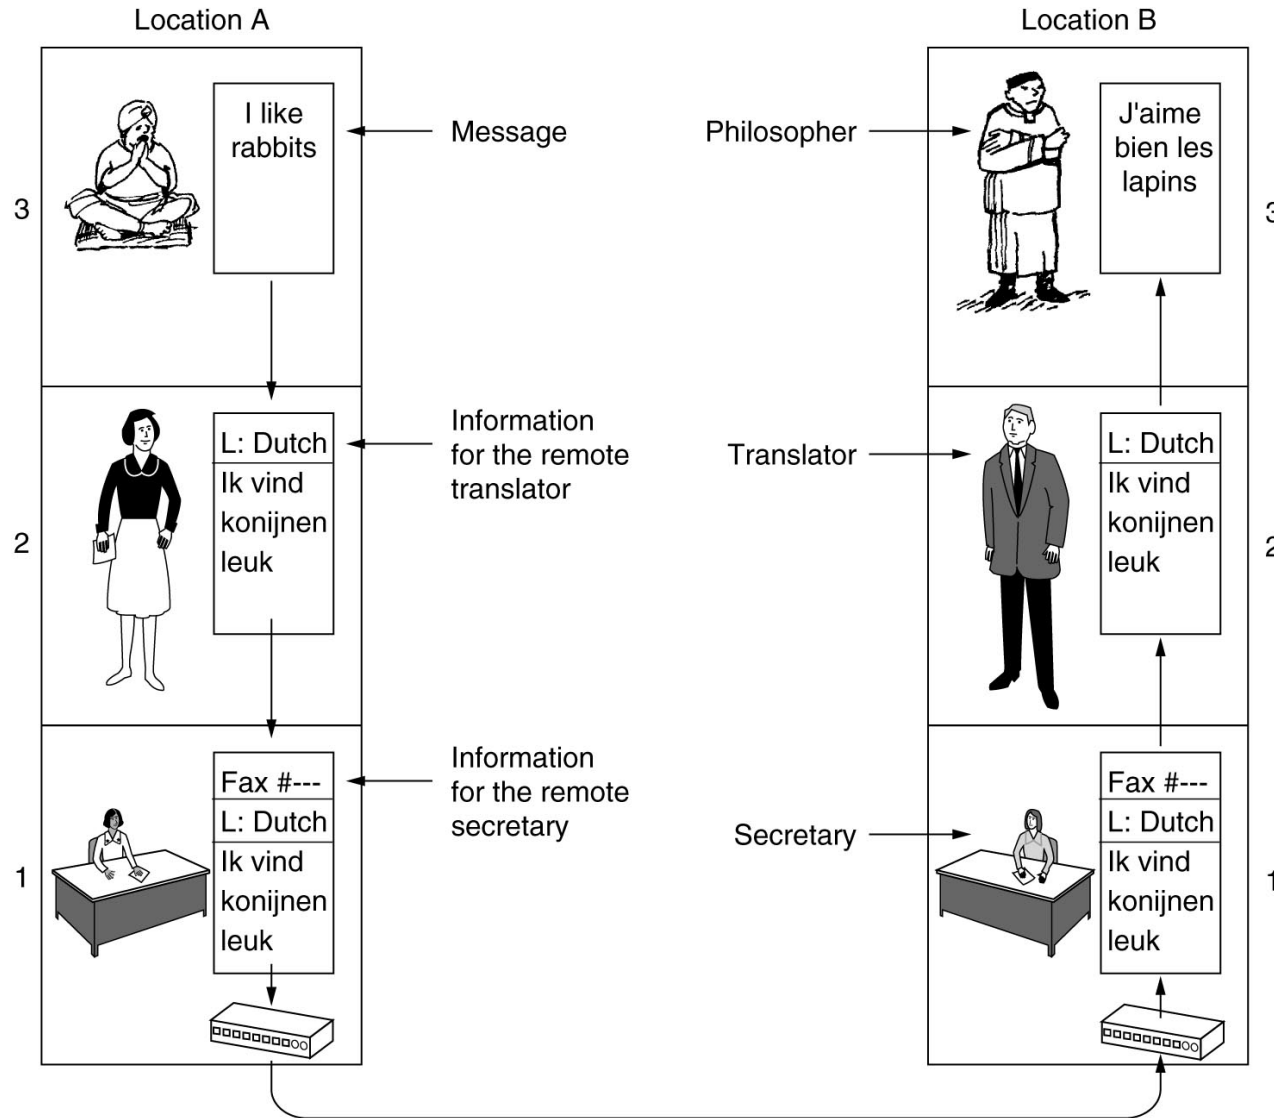 Location A
Location B
I like
rabbits
Message
Philosopher
J'aime
bien les
lapins
3
3
L: Dutch
Ik vind
konijnen
leuk
Information
for the remote
translator
Translator
L: Dutch
Ik vind
konijnen
leuk
2
2
Fax #---
L: Dutch
Ik vind
konijnen
leuk
Information
for the remote
secretary
Secretary
Fax #---
L: Dutch
Ik vind
konijnen
leuk
1
1